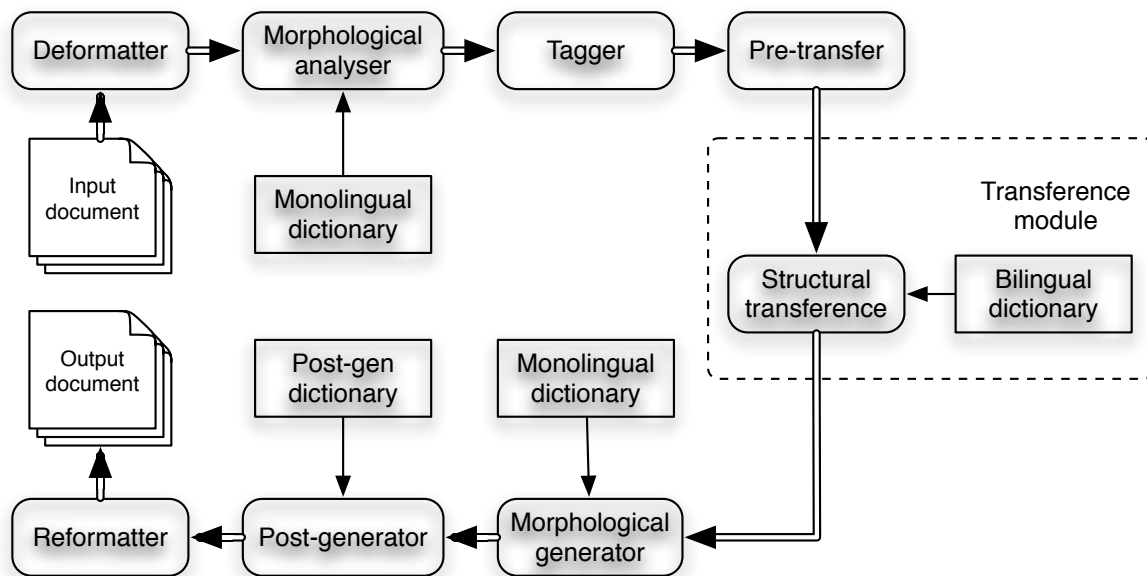 Deformatter
Morphological
analyser
Tagger
Pre-transfer
Input
document
Monolingual
dictionary
Transference
module
Structural
transference
Bilingual
dictionary
Output
document
Post-gen
dictionary
Monolingual
dictionary
Reformatter
Post-generator
Morphological
generator